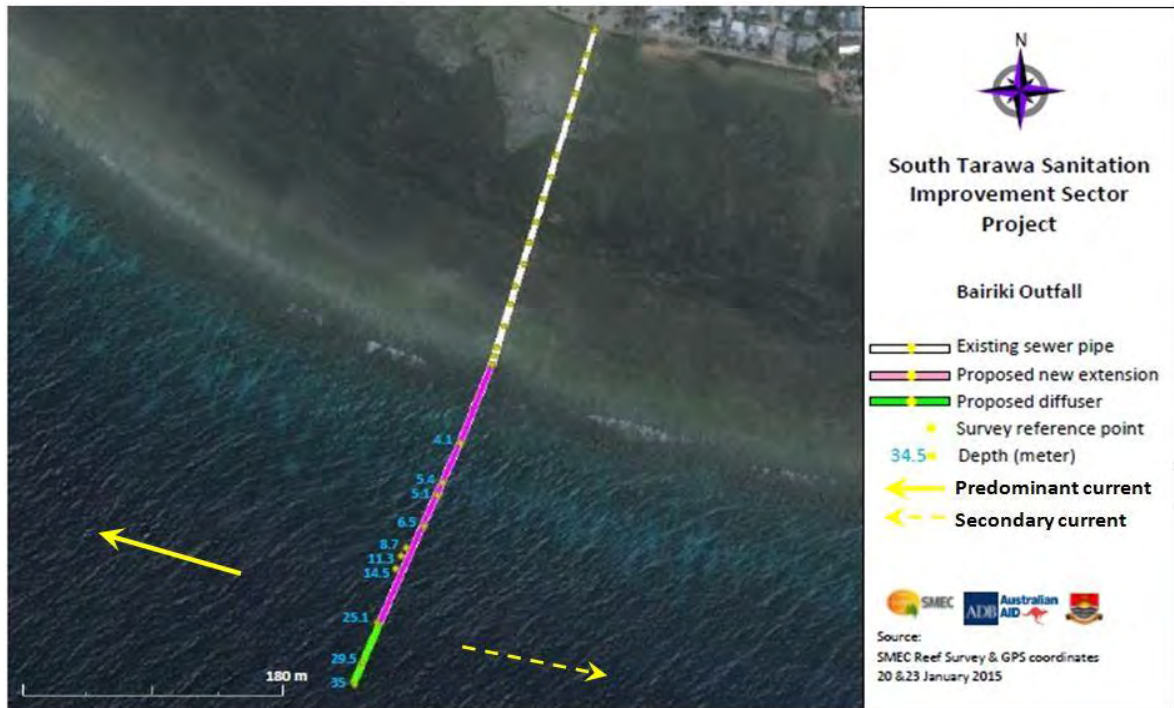 4.1
5.4
5.1
6.5
8.7
11.3
14.5
25.1
29.5
35
180 m
N
South Tarawa Sanitation
Improvement Sector
Project
Bairiki Outfall
Existing sewer pipe
Proposed new extension
Proposed diffuser
Survey reference point
34.5 Depth (meter)
Predominant current
Secondary current
SMEC ADB Australian
AID
Source:
SMEC Reef Survey & GPS coordinates
20 &23 January 2015